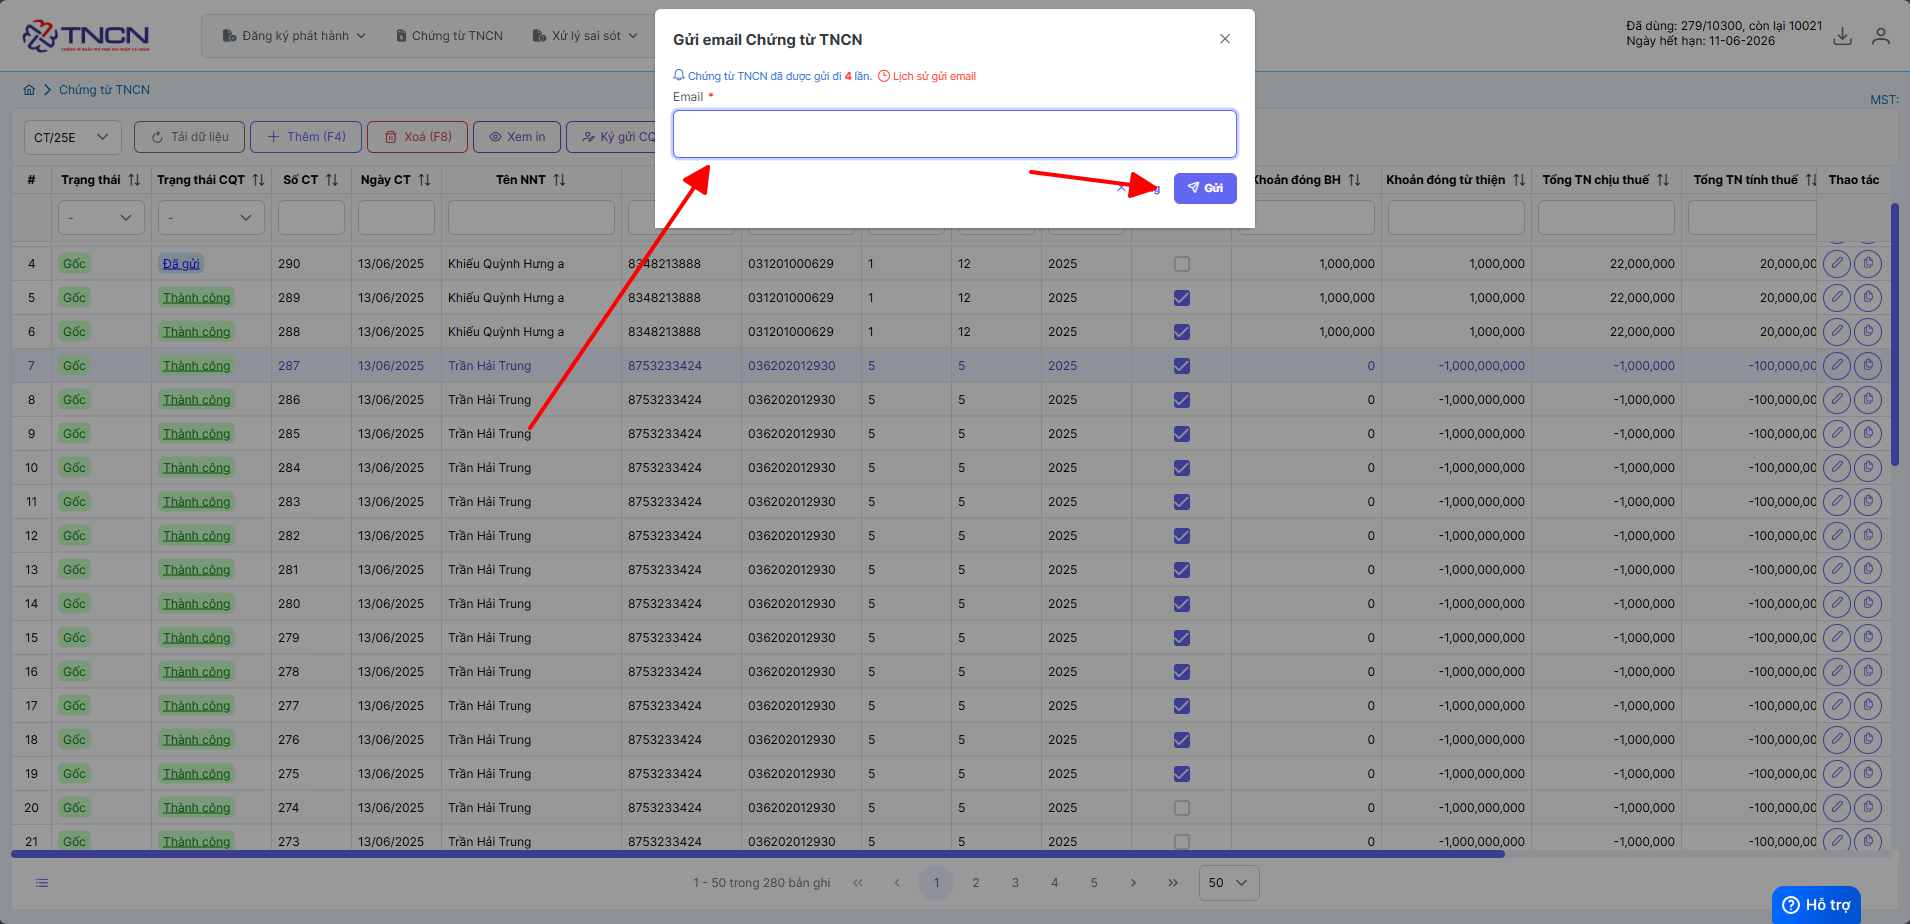 TNCN
Đăng ký phát hành
Chứng từ TNCN
Xử lý sai sót
Gửi email Chứng từ TNCN
Đã dùng: 279/10300, còn lại 10021
Ngày hết hạn: 11-06-2026
Chứng từ TNCN đã được gửi đi 4 lần. Lịch sử gửi email
Email *
Gửi
Chứng từ TNCN
MST:
CT/25E
Tải dữ liệu
Thêm (F4)
Xoá (F8)
Xem in
Ký gửi CQ
# Trạng thái Trạng thái CQT Số CT Ngày CT Tên NNT Khoản đóng BH Khoản đóng từ thiện Tổng TN chịu thuế Tổng TN tính thuế Thao tác
- -
4 Gốc Đã gửi 290 13/06/2025 Khiếu Quỳnh Hưng a 8348213888 031201000629 1 12 2025 1,000,000 1,000,000 22,000,000 20,000,00
5 Gốc Thành công 289 13/06/2025 Khiếu Quỳnh Hưng a 8348213888 031201000629 1 12 2025 1,000,000 1,000,000 22,000,000 20,000,00
6 Gốc Thành công 288 13/06/2025 Khiếu Quỳnh Hưng a 8348213888 031201000629 1 12 2025 1,000,000 1,000,000 22,000,000 20,000,00
7 Gốc Thành công 287 13/06/2025 Trần Hải Trung 8753233424 036202012930 5 5 2025 0 -1,000,000,000 -1,000,000 -100,000,00
8 Gốc Thành công 286 13/06/2025 Trần Hải Trung 8753233424 036202012930 5 5 2025 0 -1,000,000,000 -1,000,000 -100,000,00
9 Gốc Thành công 285 13/06/2025 Trần Hải Trung 8753233424 036202012930 5 5 2025 0 -1,000,000,000 -1,000,000 -100,000,00
10 Gốc Thành công 284 13/06/2025 Trần Hải Trung 8753233424 036202012930 5 5 2025 0 -1,000,000,000 -1,000,000 -100,000,00
11 Gốc Thành công 283 13/06/2025 Trần Hải Trung 8753233424 036202012930 5 5 2025 0 -1,000,000,000 -1,000,000 -100,000,00
12 Gốc Thành công 282 13/06/2025 Trần Hải Trung 8753233424 036202012930 5 5 2025 0 -1,000,000,000 -1,000,000 -100,000,00
13 Gốc Thành công 281 13/06/2025 Trần Hải Trung 8753233424 036202012930 5 5 2025 0 -1,000,000,000 -1,000,000 -100,000,00
14 Gốc Thành công 280 13/06/2025 Trần Hải Trung 8753233424 036202012930 5 5 2025 0 -1,000,000,000 -1,000,000 -100,000,00
15 Gốc Thành công 279 13/06/2025 Trần Hải Trung 8753233424 036202012930 5 5 2025 0 -1,000,000,000 -1,000,000 -100,000,00
16 Gốc Thành công 278 13/06/2025 Trần Hải Trung 8753233424 036202012930 5 5 2025 0 -1,000,000,000 -1,000,000 -100,000,00
17 Gốc Thành công 277 13/06/2025 Trần Hải Trung 8753233424 036202012930 5 5 2025 0 -1,000,000,000 -1,000,000 -100,000,00
18 Gốc Thành công 276 13/06/2025 Trần Hải Trung 8753233424 036202012930 5 5 2025 0 -1,000,000,000 -1,000,000 -100,000,00
19 Gốc Thành công 275 13/06/2025 Trần Hải Trung 8753233424 036202012930 5 5 2025 0 -1,000,000,000 -1,000,000 -100,000,00
20 Gốc Thành công 274 13/06/2025 Trần Hải Trung 8753233424 036202012930 5 5 2025 0 -1,000,000,000 -1,000,000 -100,000,00
21 Gốc Thành công 273 13/06/2025 Trần Hải Trung 8753233424 036202012930 5 5 2025 0 -1,000,000,000 -1,000,000 -100,000,00
1 - 50 trong 280 bản ghi « ‹ 1 2 3 4 5 › » 50
Hỗ trợ